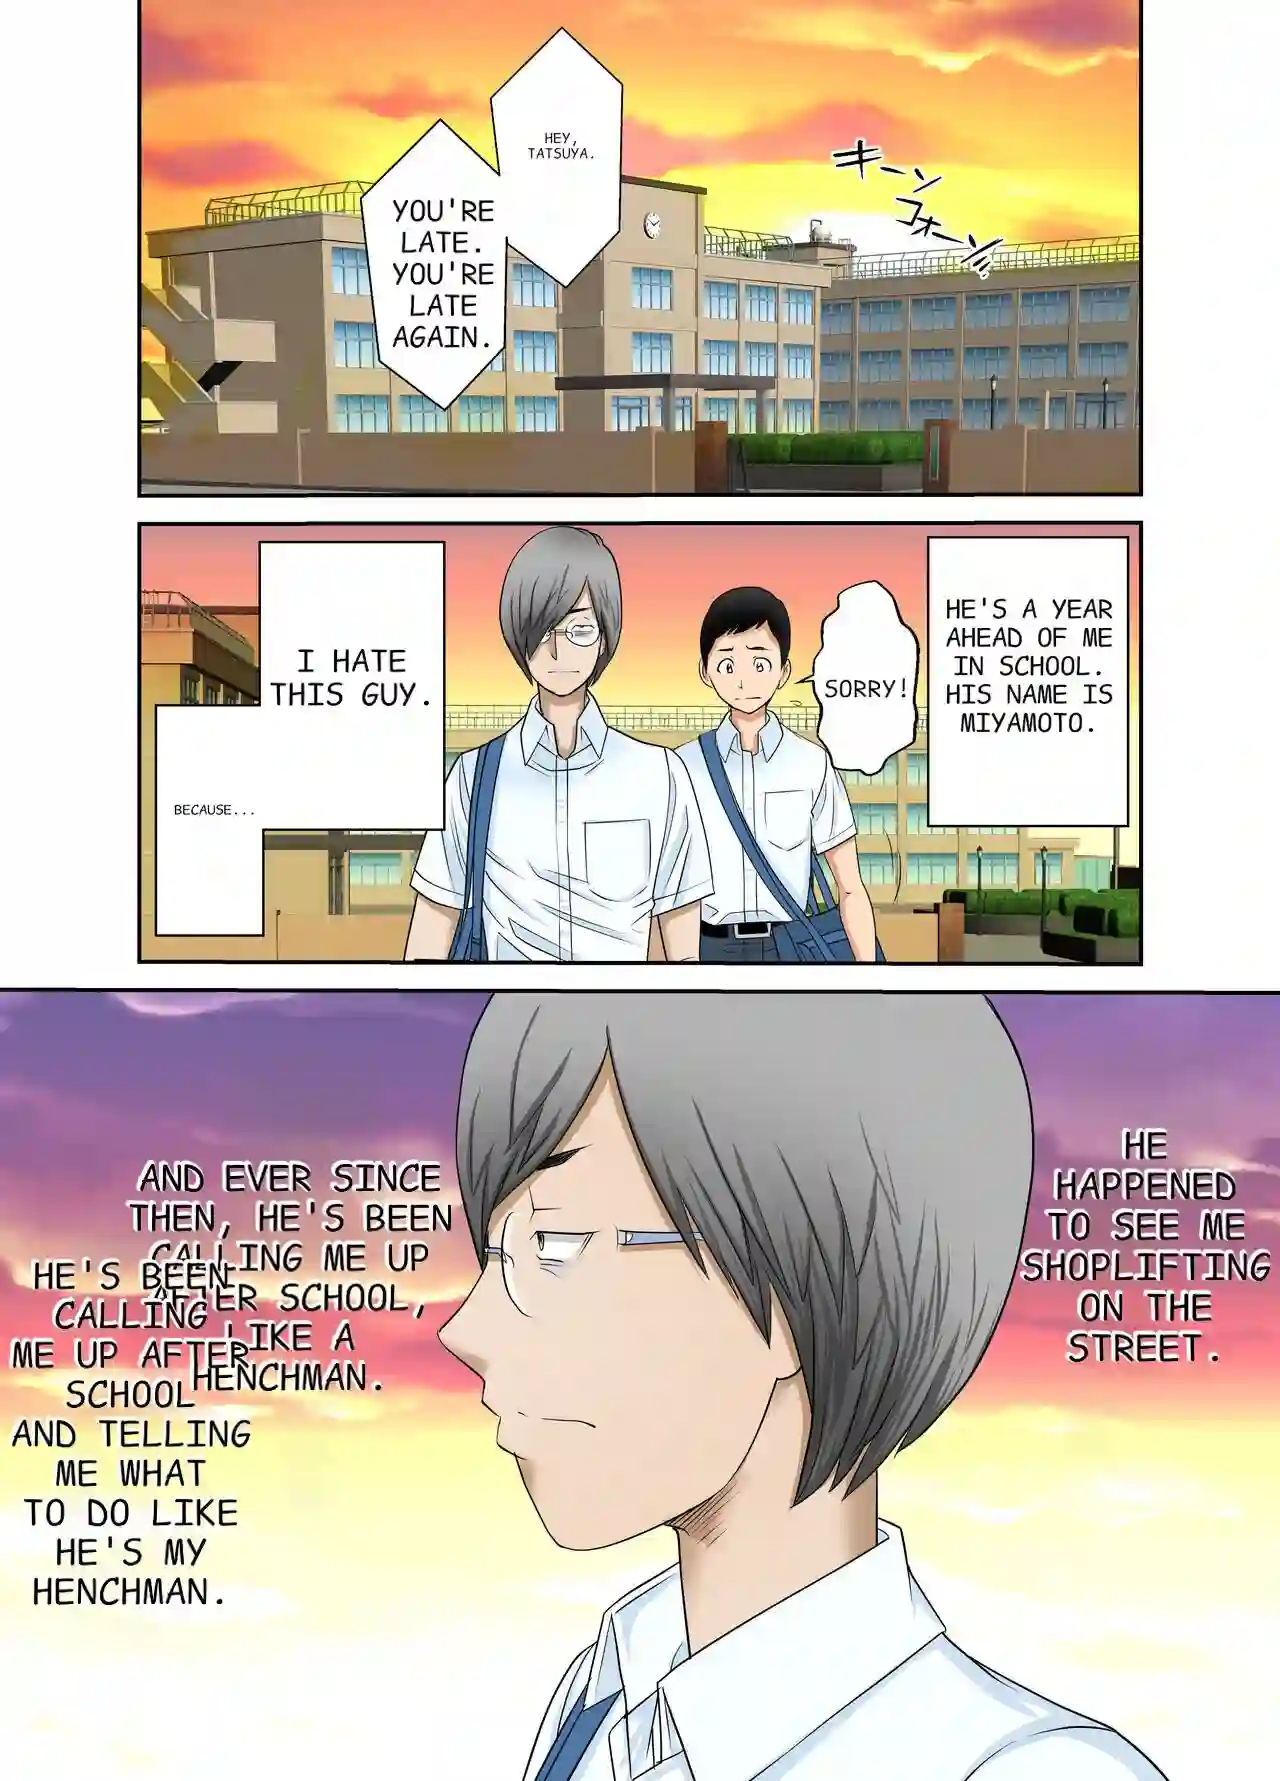 HEY,
TATSUYA.
YOU'RE
LATE.
YOU'RE
LATE
AGAIN.
キーン
コォーン
HE'S A YEAR
AHEAD OF ME
IN SCHOOL.
HIS NAME IS
MIYAMOTO.
SORRY!
I HATE
THIS GUY.
BECAUSE...
HE
HAPPENED
TO SEE ME
SHOPLIFTING
ON THE
STREET.
AND EVER SINCE
THEN, HE'S BEEN
CALLING ME UP
AFTER SCHOOL,
LIKE A
HENCHMAN.
HE'S BEEN
CALLING
ME UP AFTER
SCHOOL
AND TELLING
ME WHAT
TO DO LIKE
HE'S MY
HENCHMAN.